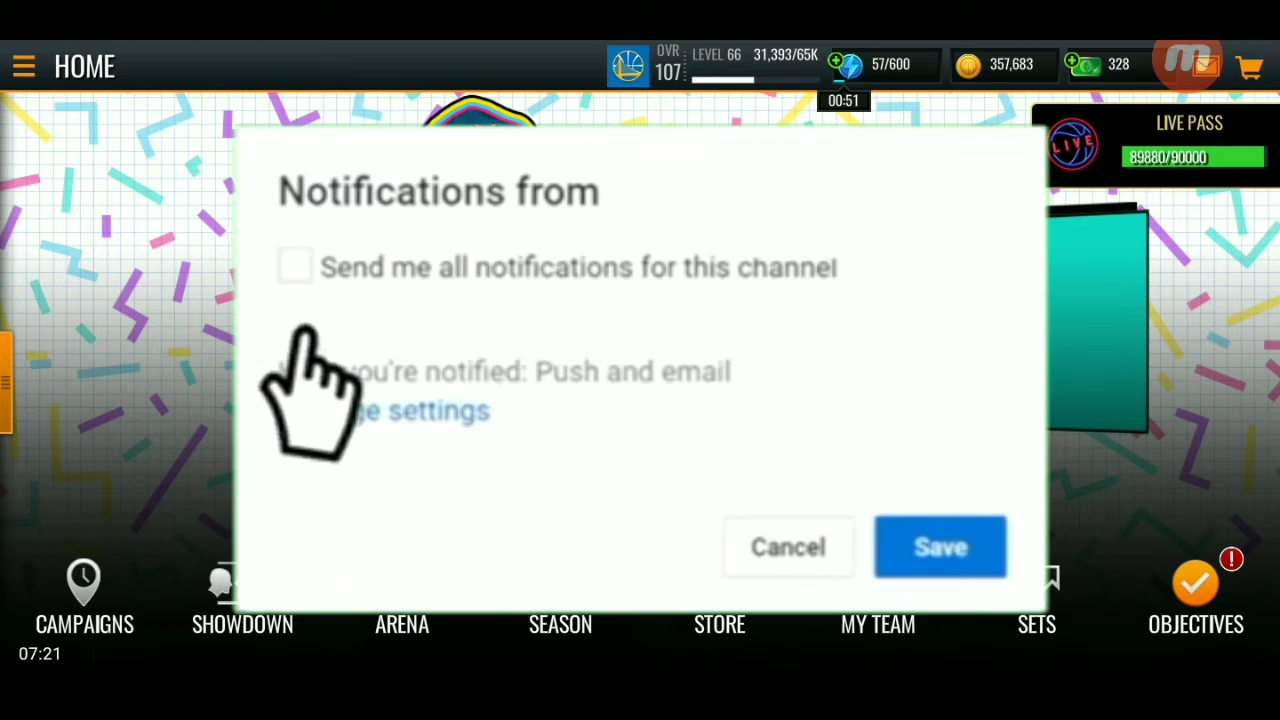 HOME
OVR
107
LEVEL 66 31,393/65K
57/600
357,683
328
00:51
LIVE PASS
LIVE
89880/90000
Notifications from
Send me all notifications for this channel
you're notified: Push and email
settings
Cancel
Save
!
CAMPAIGNS
SHOWDOWN
ARENA
SEASON
STORE
MY TEAM
SETS
OBJECTIVES
07:21